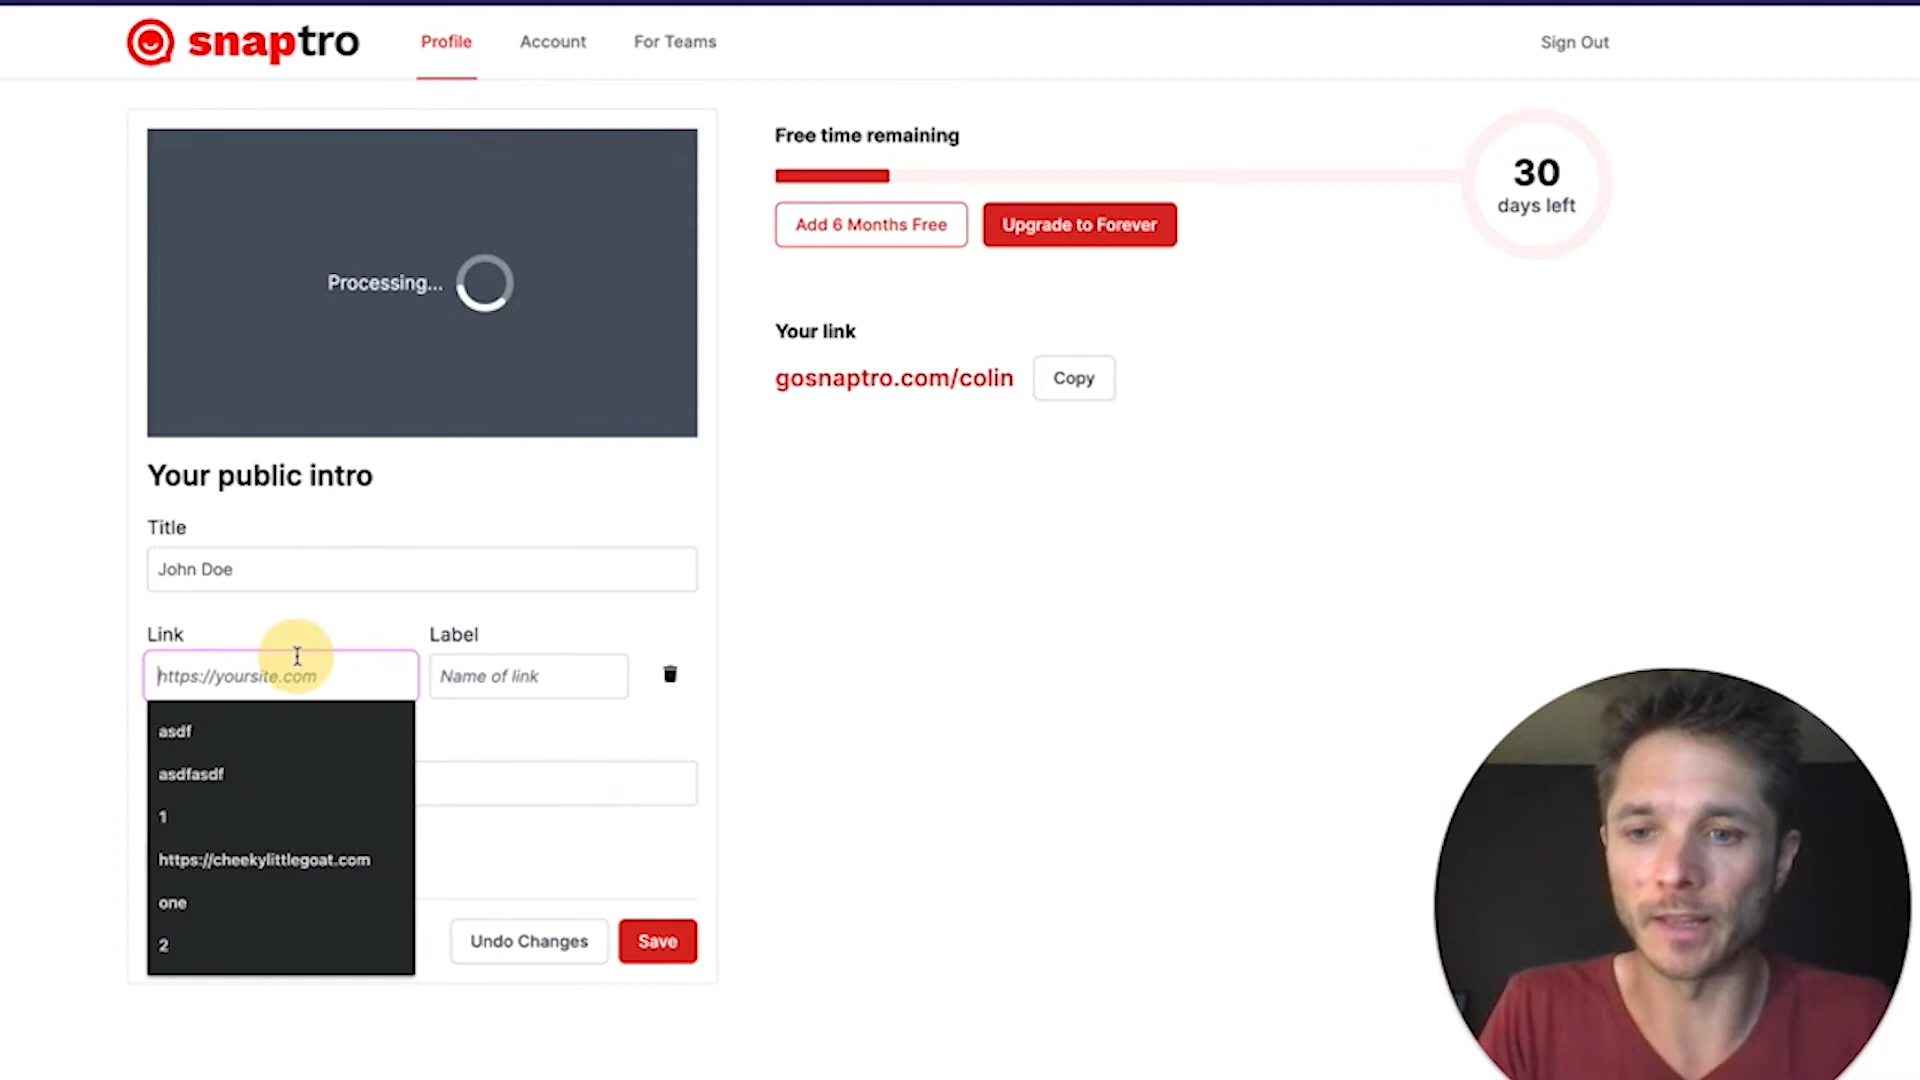 snaptro
Profile
Account
For Teams
Sign Out
Processing...
Free time remaining
30
days left
Add 6 Months Free
Upgrade to Forever
Your link
gosnaptro.com/colin
Copy
Your public intro
Title
John Doe
Link
Label
https://yoursite.com
Name of link
asdf
asdfasdf
1
https://cheekylittlegoat.com
one
2
Undo Changes
Save